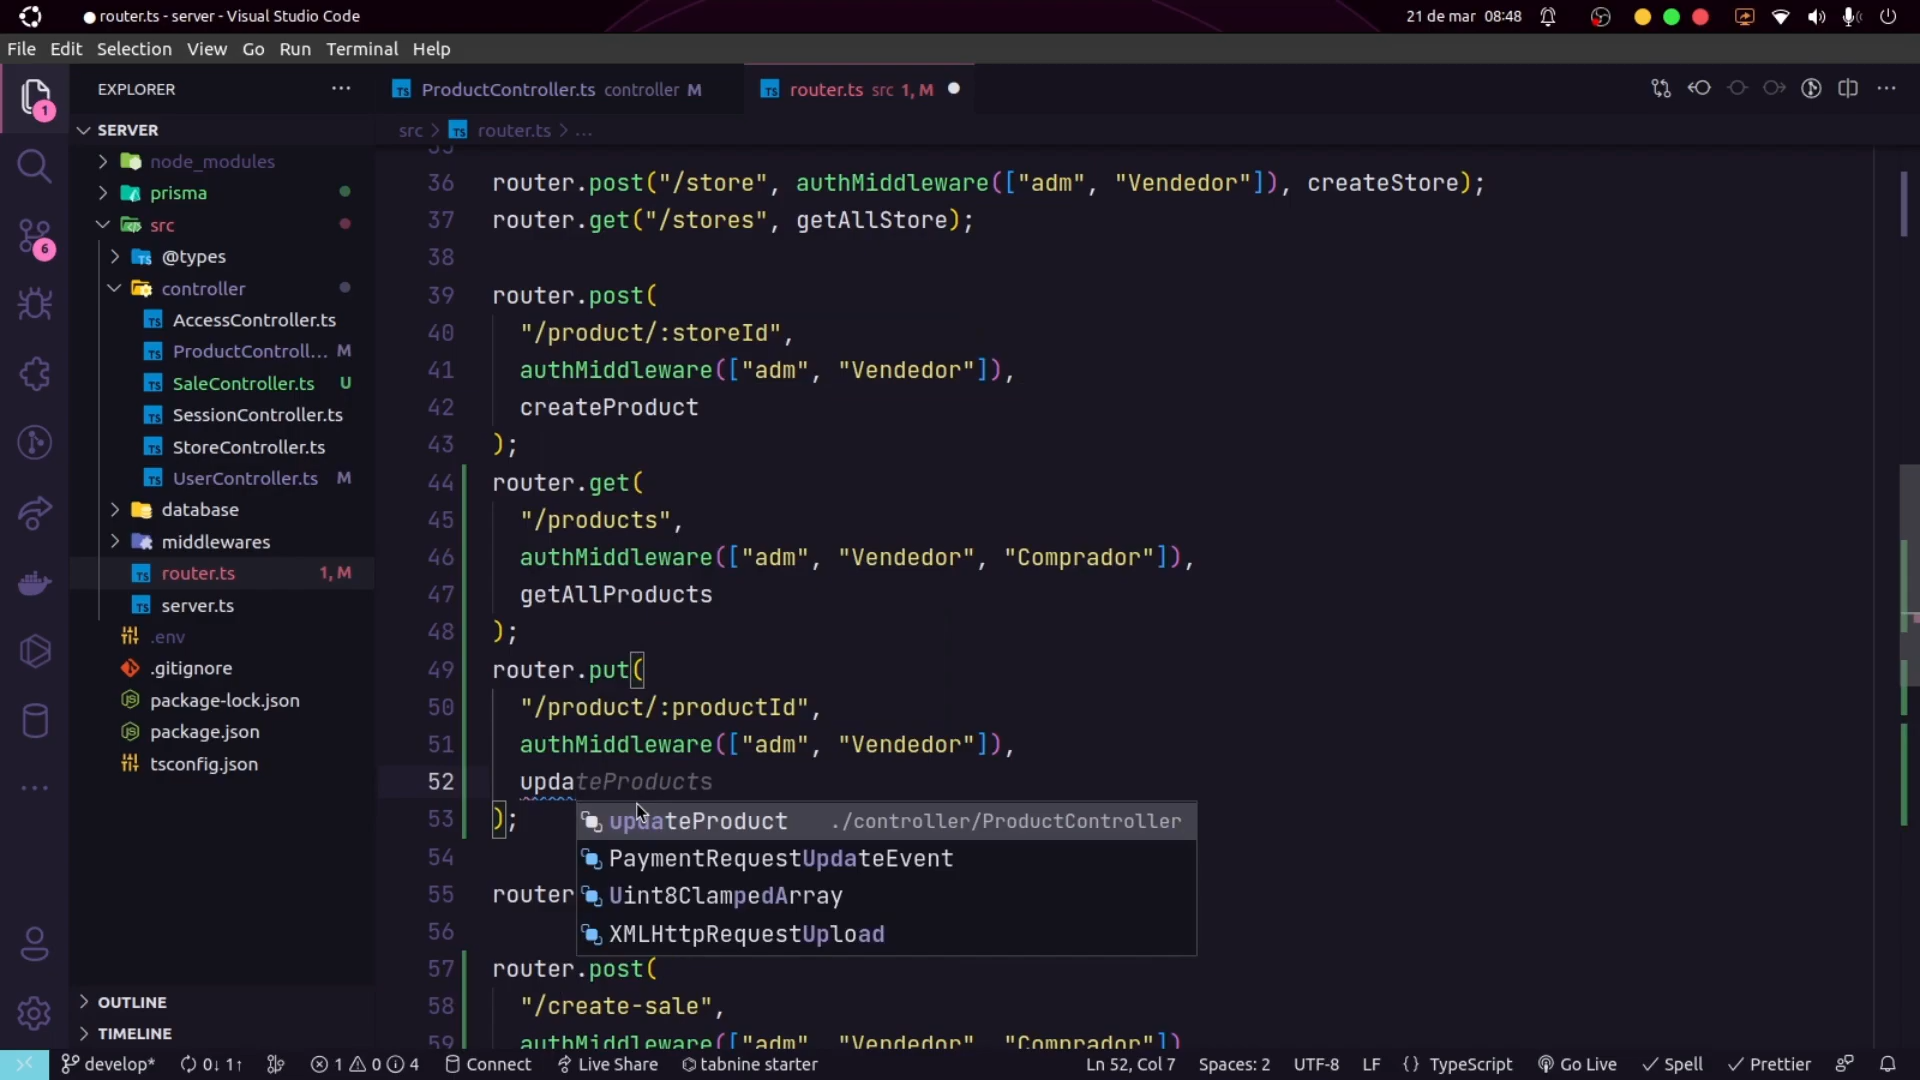 router.ts - server - Visual Studio Code
21 de mar 08:48
File Edit Selection View Go Run Terminal Help
EXPLORER
SERVER
node_modules
prisma
src
@types
controller
AccessController.ts
ProductControll... M
SaleController.ts U
SessionController.ts
StoreController.ts
UserController.ts M
database
middlewares
router.ts 1, M
server.ts
.env
.gitignore
package-lock.json
package.json
tsconfig.json
OUTLINE
TIMELINE
1
6
ProductController.ts controller M
router.ts src 1, M
src > router.ts > ...
35
36 router.post("/store", authMiddleware(["adm", "Vendedor"]), createStore);
37 router.get("/stores", getAllStore);
38
39 router.post(
40 "/product/:storeId",
41 authMiddleware(["adm", "Vendedor"]),
42 createProduct
43 );
44 router.get(
45 "/products",
46 authMiddleware(["adm", "Vendedor", "Comprador"]),
47 getAllProducts
48 );
49 router.put(
50 "/product/:productId",
51 authMiddleware(["adm", "Vendedor"]),
52 updateProducts
53 );
updateProduct ./controller/ProductController
PaymentRequestUpdateEvent
Uint8ClampedArray
XMLHttpRequestUpload
54
55 router
56
57 router.post(
58 "/create-sale",
59 authMiddleware(["adm", "Vendedor", "Comprador"])
develop* 0↓ 1↑ 1 0 4 Connect Live Share tabnine starter
Ln 52, Col 7 Spaces: 2 UTF-8 LF {} TypeScript Go Live Spell Prettier